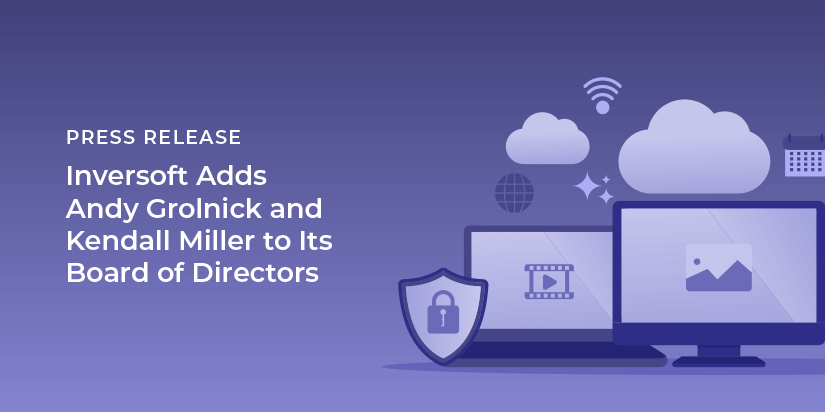 PRESS RELEASE
Inversoft Adds
Andy Grolnick and
Kendall Miller to Its
Board of Directors